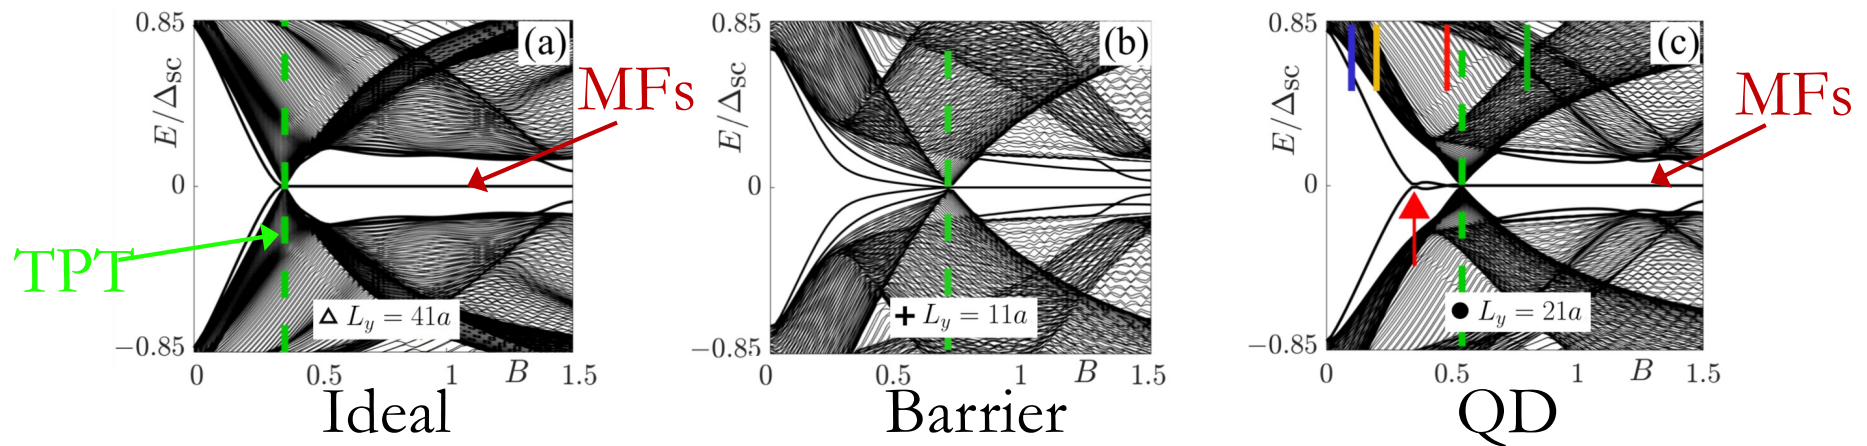 0.85
(a)
E/Δsc
MFs
0
TPT
△ Ly = 41a
−0.85
0
0.5
1
B
1.5
Ideal
0.85
(b)
E/Δsc
0
+ Ly = 11a
−0.85
0
0.5
1
B
1.5
Barrier
0.85
(c)
E/Δsc
MFs
0
● Ly = 21a
−0.85
0
0.5
1
B
1.5
QD